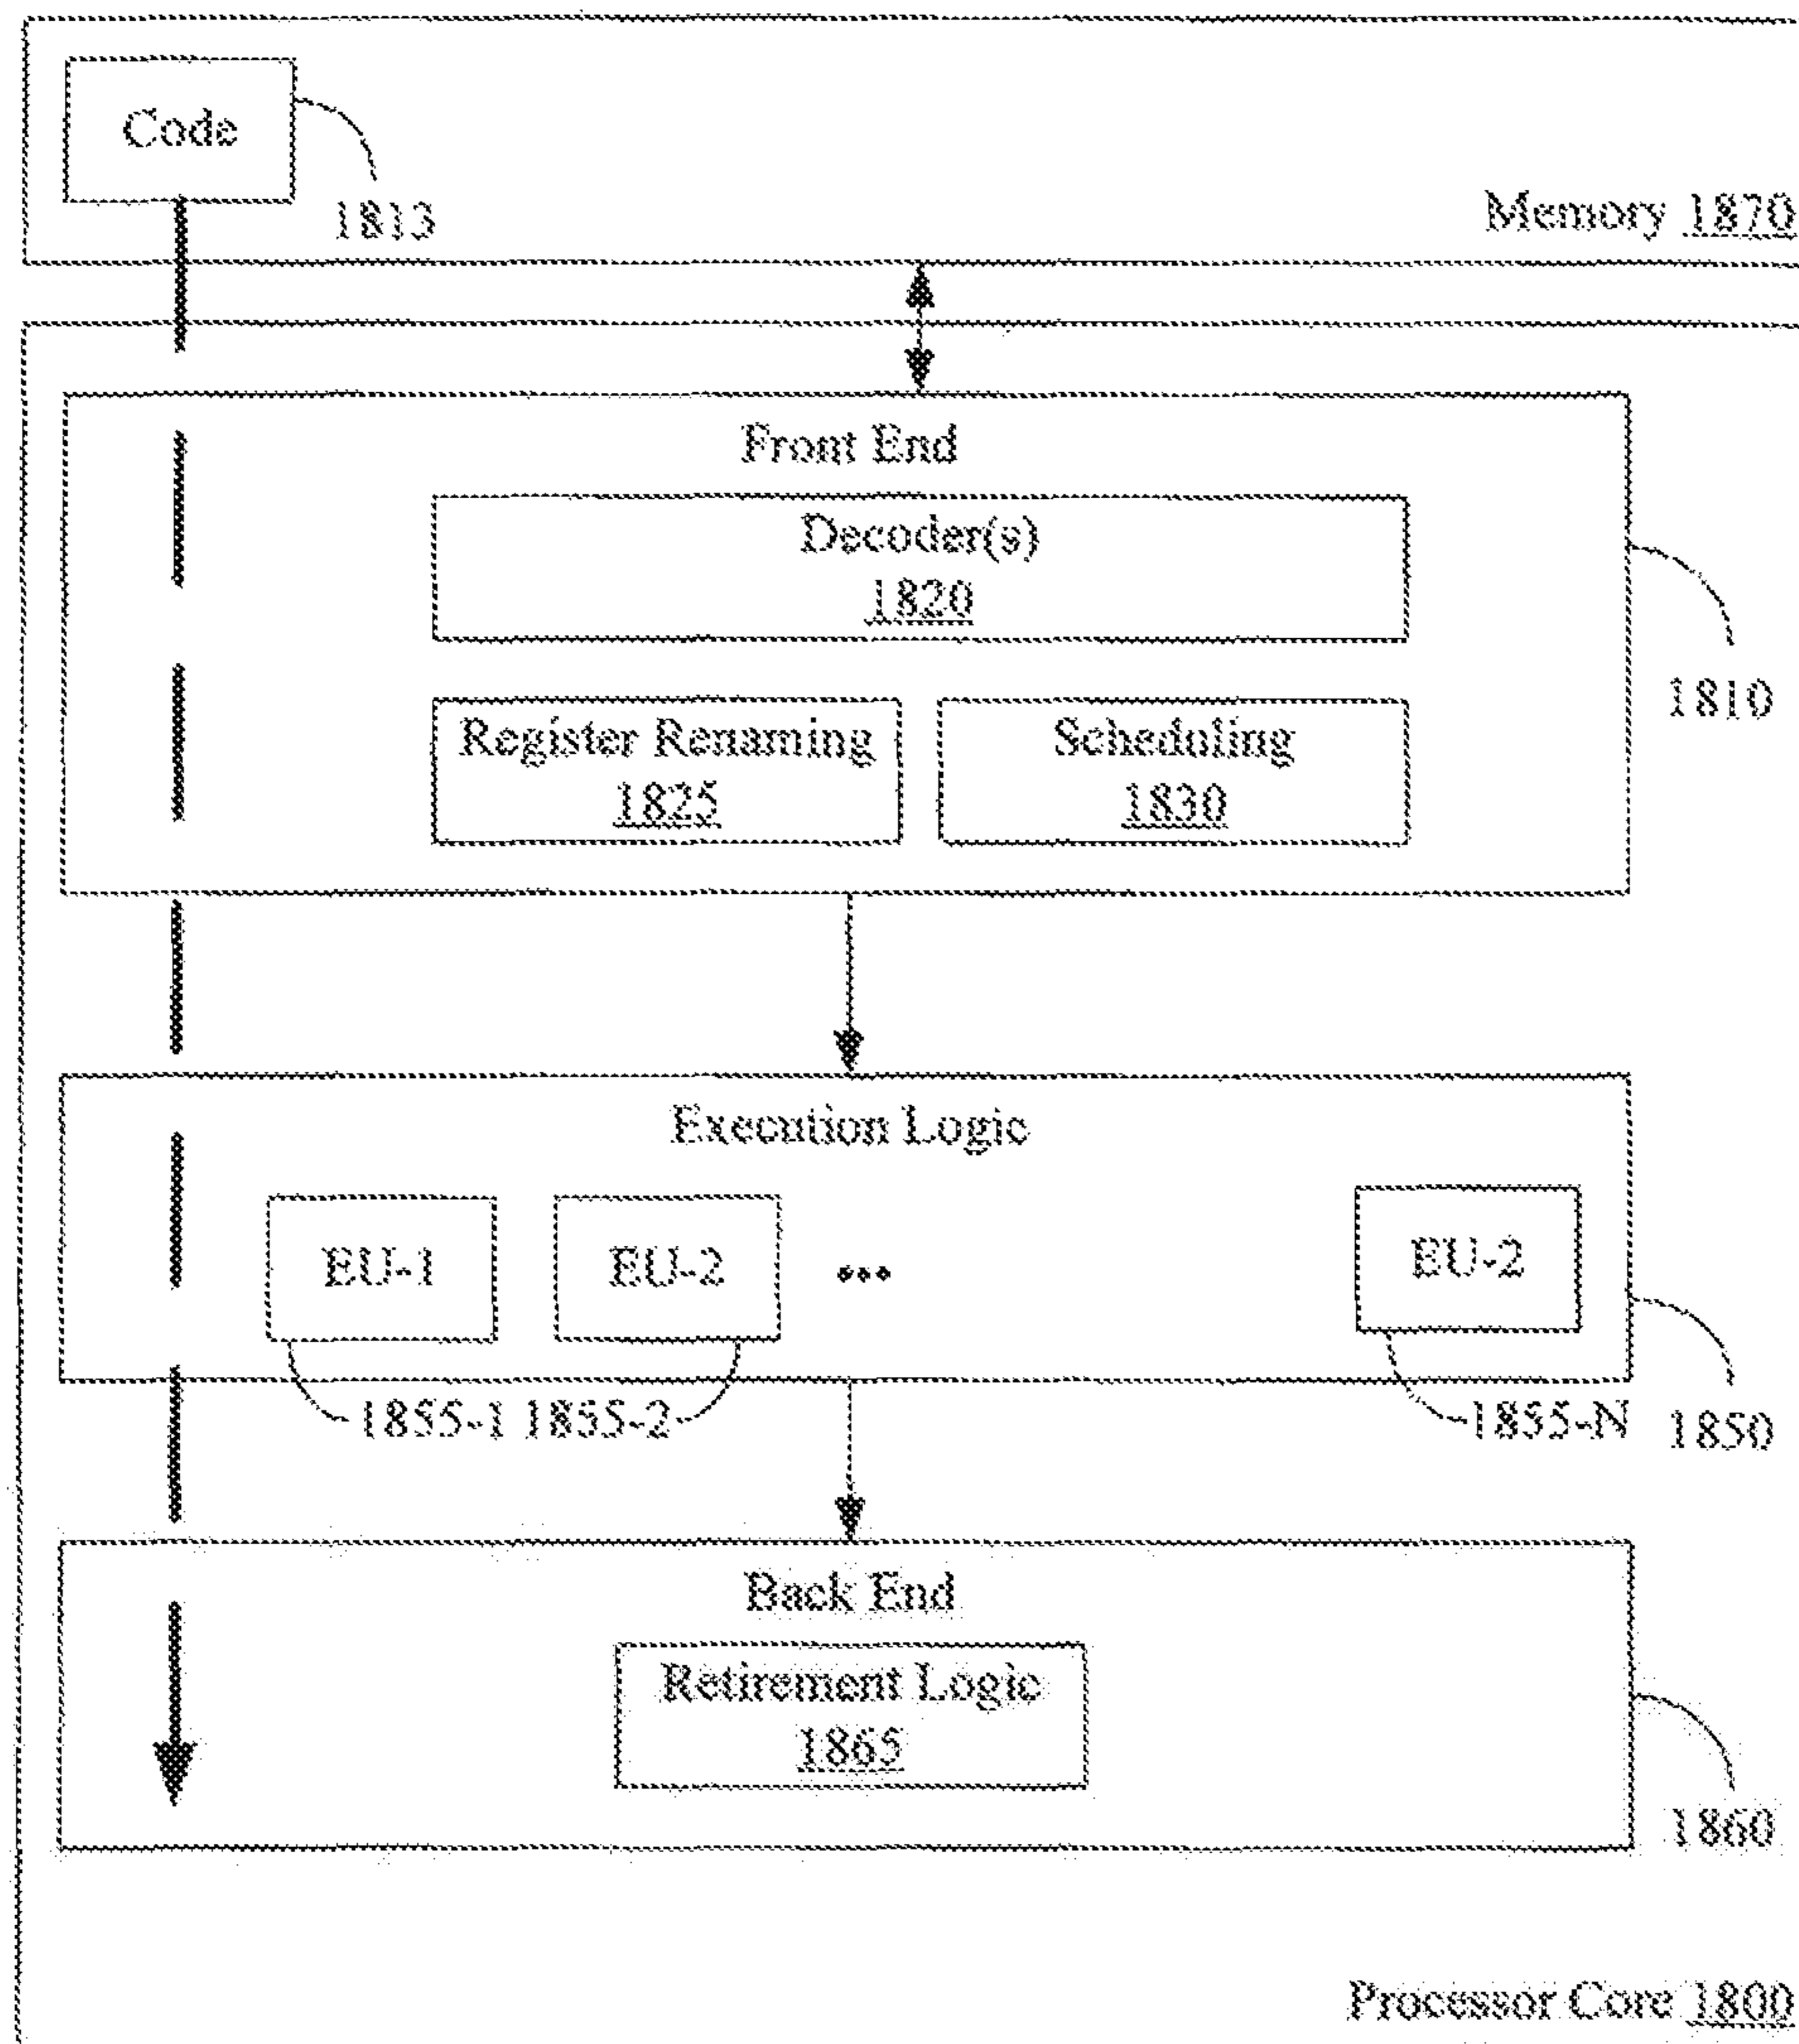 Code
1813
Memory 1870
Front End
Decoder(s)
1820
Register Renaming
1825
Scheduling
1830
1810
Execution Logic
EU-1
EU-2
•••
EU-2
1855-1
1855-2
1855-N
1850
Back End
Retirement Logic
1865
1860
Processor Core 1800